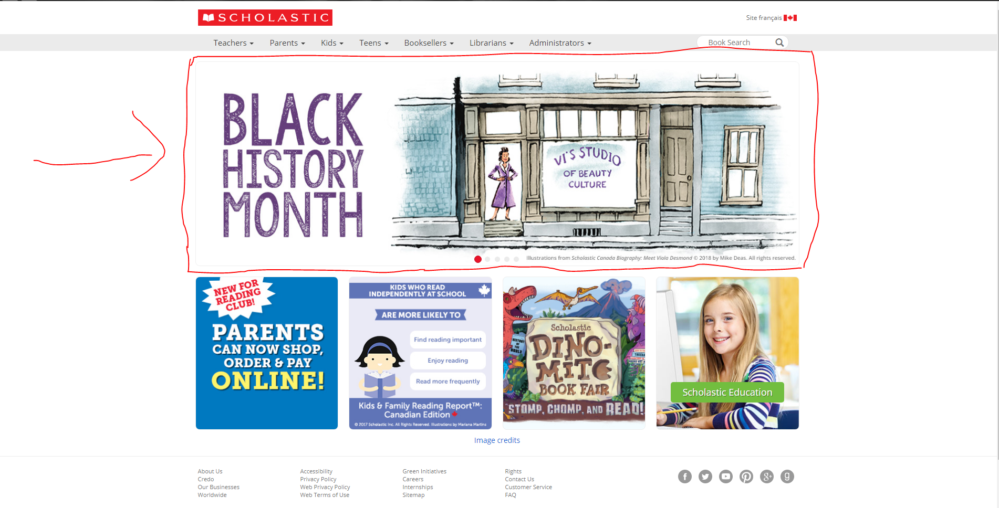 SCHOLASTIC
Site français
Teachers Parents Kids Teens Booksellers Librarians Administrators Book Search
BLACK
HISTORY
MONTH
VI'S STUDIO
OF BEAUTY
CULTURE
Illustrations from Scholastic Canada Biography: Meet Viola Desmond © 2018 by Mike Deas. All rights reserved.
NEW FOR
READING
CLUB!
PARENTS
CAN NOW SHOP,
ORDER & PAY
ONLINE!
KIDS WHO READ
INDEPENDENTLY AT SCHOOL
ARE MORE LIKELY TO
Find reading important
Enjoy reading
Read more frequently
Kids & Family Reading Report™:
Canadian Edition
© 2017 Scholastic Inc. All Rights Reserved. Illustrations by Mariana Martins
Scholastic
DINO-
MITE
BOOK FAIR
STOMP, CHOMP, AND READ!
HISTORY
OF THE
WORLD
Scholastic Education
Image credits
About Us
Credo
Our Businesses
Worldwide
Accessibility
Privacy Policy
Web Privacy Policy
Web Terms of Use
Green Initiatives
Careers
Internships
Sitemap
Rights
Contact Us
Customer Service
FAQ